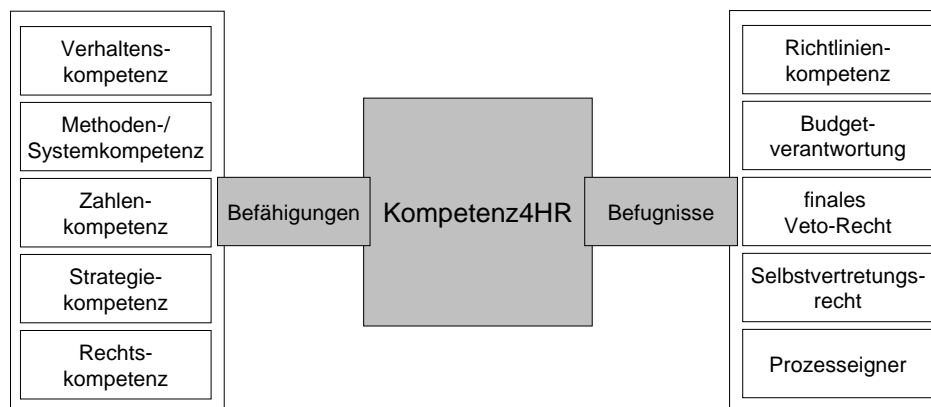 Verhaltens-
kompetenz
Methoden-/
Systemkompetenz
Zahlen-
kompetenz
Strategie-
kompetenz
Rechts-
kompetenz
Befähigungen
Kompetenz4HR
Befugnisse
Richtlinien-
kompetenz
Budget-
verantwortung
finales
Veto-Recht
Selbstvertretungs-
recht
Prozesseigner